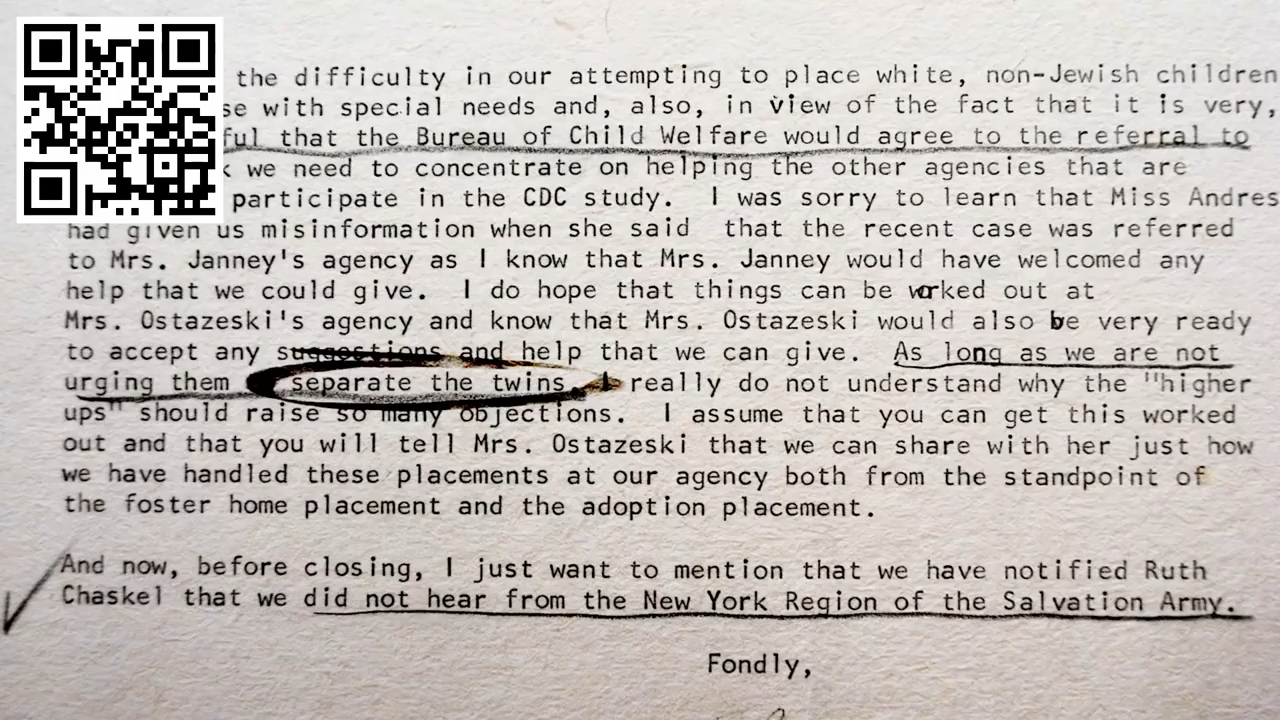 the difficulty in our attempting to place white, non-Jewish children
se with special needs and, also, in view of the fact that it is very,
ful that the Bureau of Child Welfare would agree to the referral to
k we need to concentrate on helping the other agencies that are
participate in the CDC study. I was sorry to learn that Miss Andres
had given us misinformation when she said that the recent case was referred
to Mrs. Janney's agency as I know that Mrs. Janney would have welcomed any
help that we could give. I do hope that things can be worked out at
Mrs. Ostazeski's agency and know that Mrs. Ostazeski would also be very ready
to accept any suggestions and help that we can give. As long as we are not
urging them separate the twins. I really do not understand why the "higher
ups" should raise so many objections. I assume that you can get this worked
out and that you will tell Mrs. Ostazeski that we can share with her just how
we have handled these placements at our agency both from the standpoint of
the foster home placement and the adoption placement.
And now, before closing, I just want to mention that we have notified Ruth
Chaskel that we did not hear from the New York Region of the Salvation Army.
Fondly,